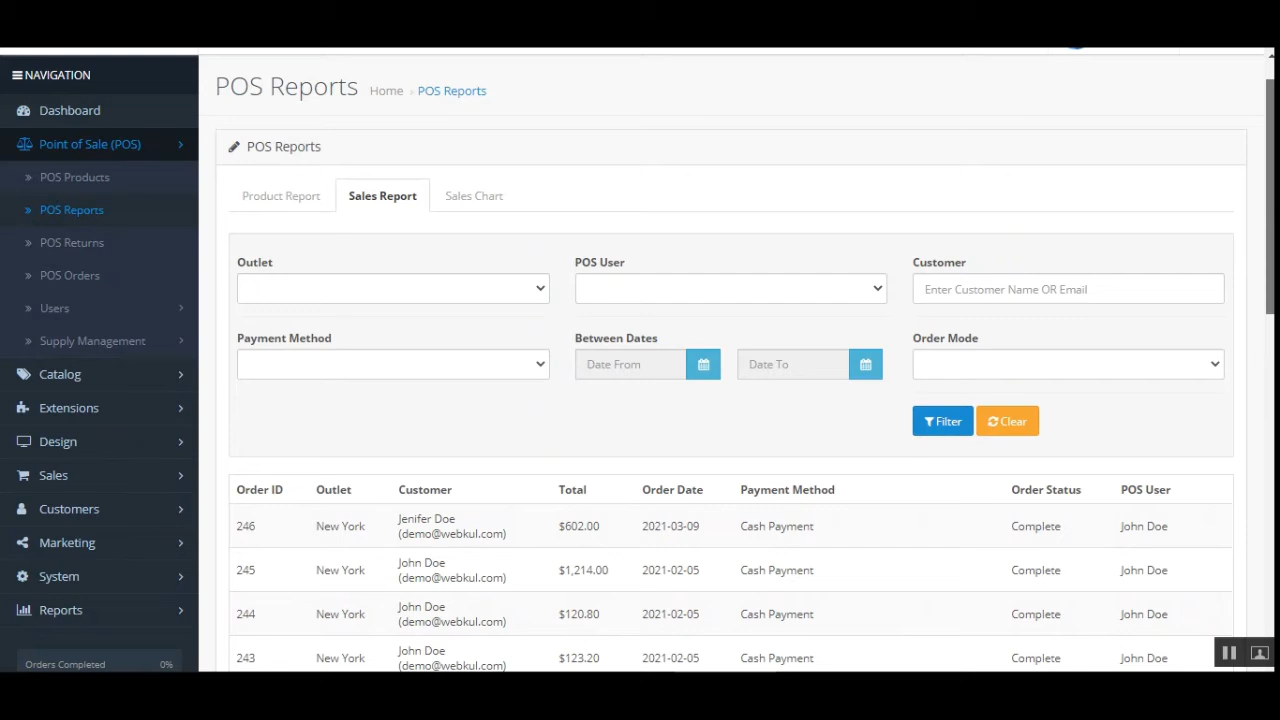 NAVIGATION
Dashboard
Point of Sale (POS)
POS Products
POS Reports
POS Returns
POS Orders
Users
Supply Management
Catalog
Extensions
Design
Sales
Customers
Marketing
System
Reports
Orders Completed 0%
POS Reports Home » POS Reports
POS Reports
Product Report Sales Report Sales Chart
Outlet POS User Customer
Enter Customer Name OR Email
Payment Method Between Dates Order Mode
Date From Date To
Filter Clear
Order ID Outlet Customer Total Order Date Payment Method Order Status POS User
246 New York Jenifer Doe $602.00 2021-03-09 Cash Payment Complete John Doe
(demo@webkul.com)
245 New York John Doe $1,214.00 2021-02-05 Cash Payment Complete John Doe
(demo@webkul.com)
244 New York John Doe $120.80 2021-02-05 Cash Payment Complete John Doe
(demo@webkul.com)
243 New York John Doe $123.20 2021-02-05 Cash Payment Complete John Doe
(demo@webkul.com)